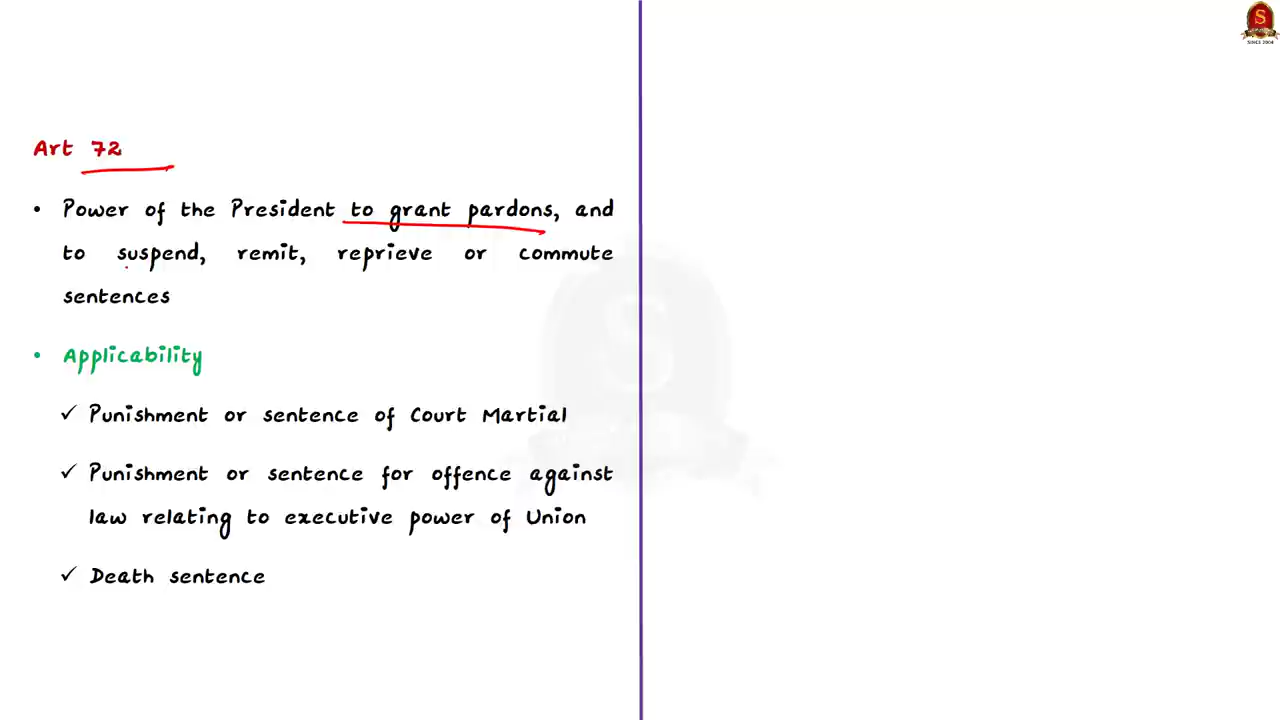 S
SINCE 2004
Art 72
• Power of the President to grant pardons, and
to suspend, remit, reprieve or commute
sentences
• Applicability
✓ Punishment or sentence of Court Martial
✓ Punishment or sentence for offence against
law relating to executive power of Union
✓ Death sentence